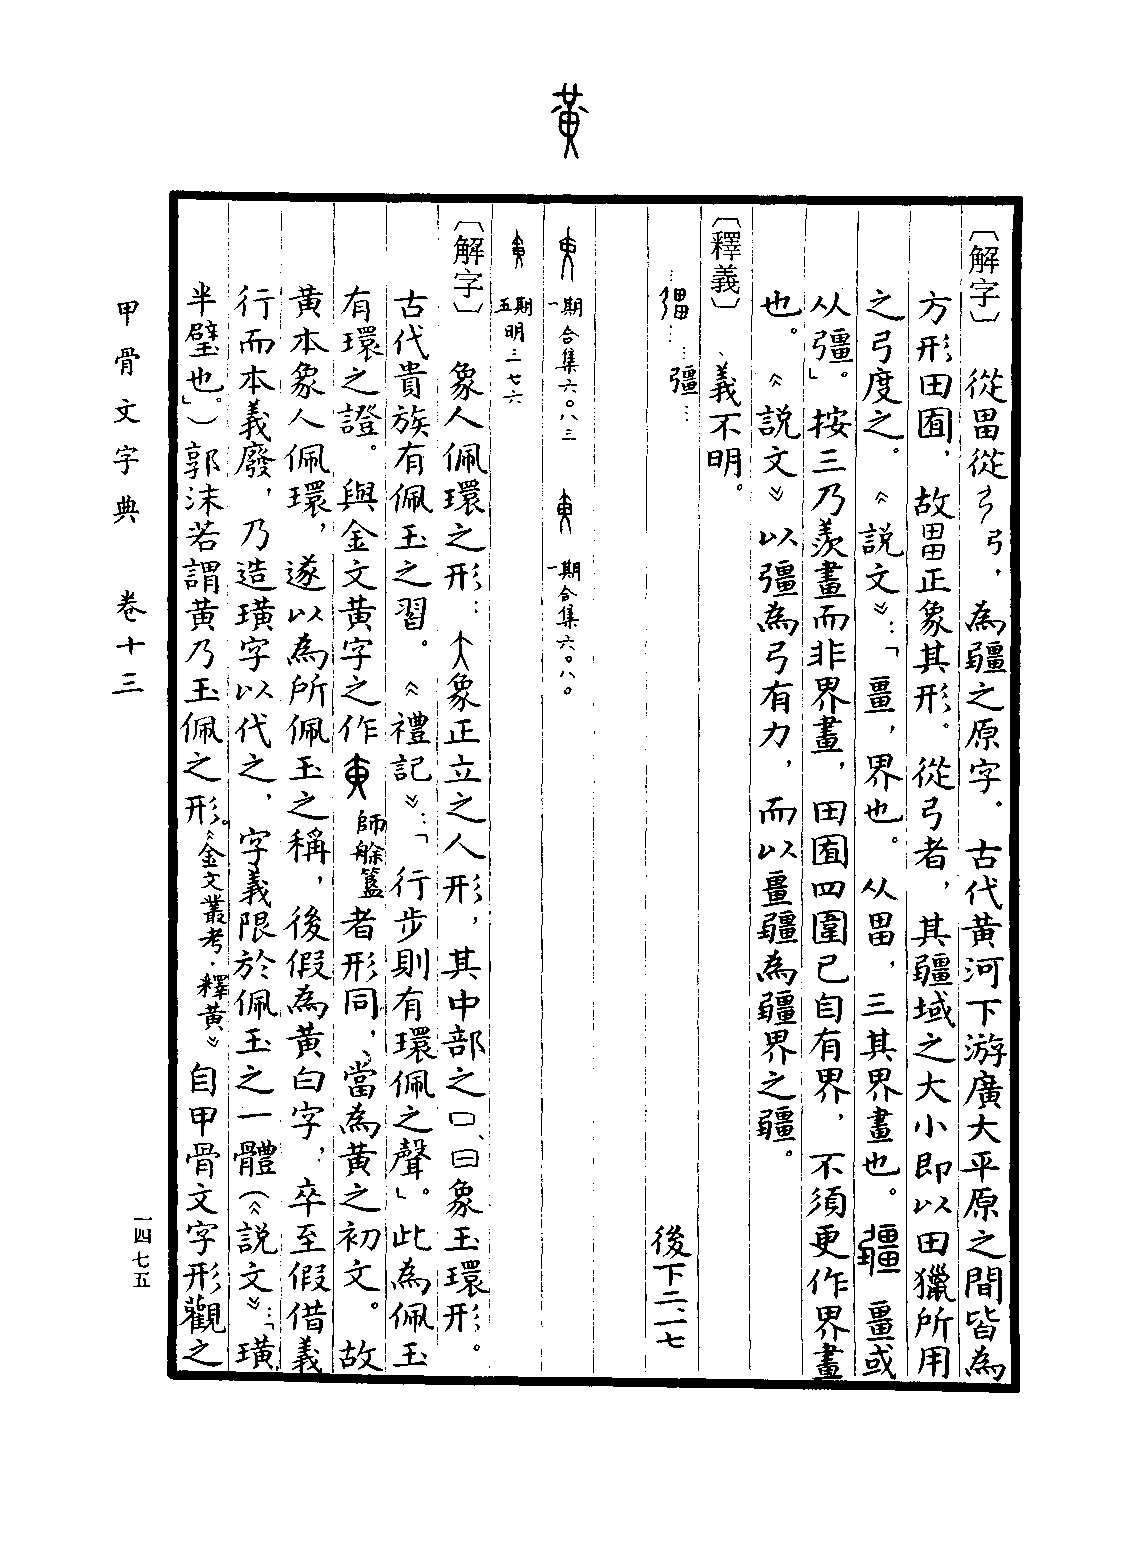 黃
〔解字〕從畕從弓，為疆之原字。古代黃河下游廣大平原之間皆為
方形田囿，故畕正象其形。從弓者，其疆域之大小即以田獵所用
之弓度之。《說文》：「畺，界也。从畕，三其界畫也。疆 畺或
从彊。」按三乃羨畫而非界畫，田囿四圍已自有界，不須更作界畫
也。《說文》以彊為弓有力，而以畺疆為疆界之疆。
〔釋義〕義不明。
…彊……彊… 後下二、一七
一期 合集六〇八三 一期 合集六〇八〇
五期 明三七六
〔解字〕象人佩環之形：大象正立之人形，其中部之口、日象玉環形。
古代貴族有佩玉之習。《禮記》：「行步則有環佩之聲」。此為佩玉
有環之證。與金文黃字之作師艅簋者形同，當為黃之初文。故
黃本象人佩環，遂以為所佩玉之稱，後假為黃白字，卒至假借義
行而本義廢，乃造璜字以代之，字義限於佩玉之一體（《說文》：「璜，
半璧也。」）郭沫若謂黃乃玉佩之形。《金文叢考·釋黃》自甲骨文字形觀之
甲骨文字典 卷十三
一四七五